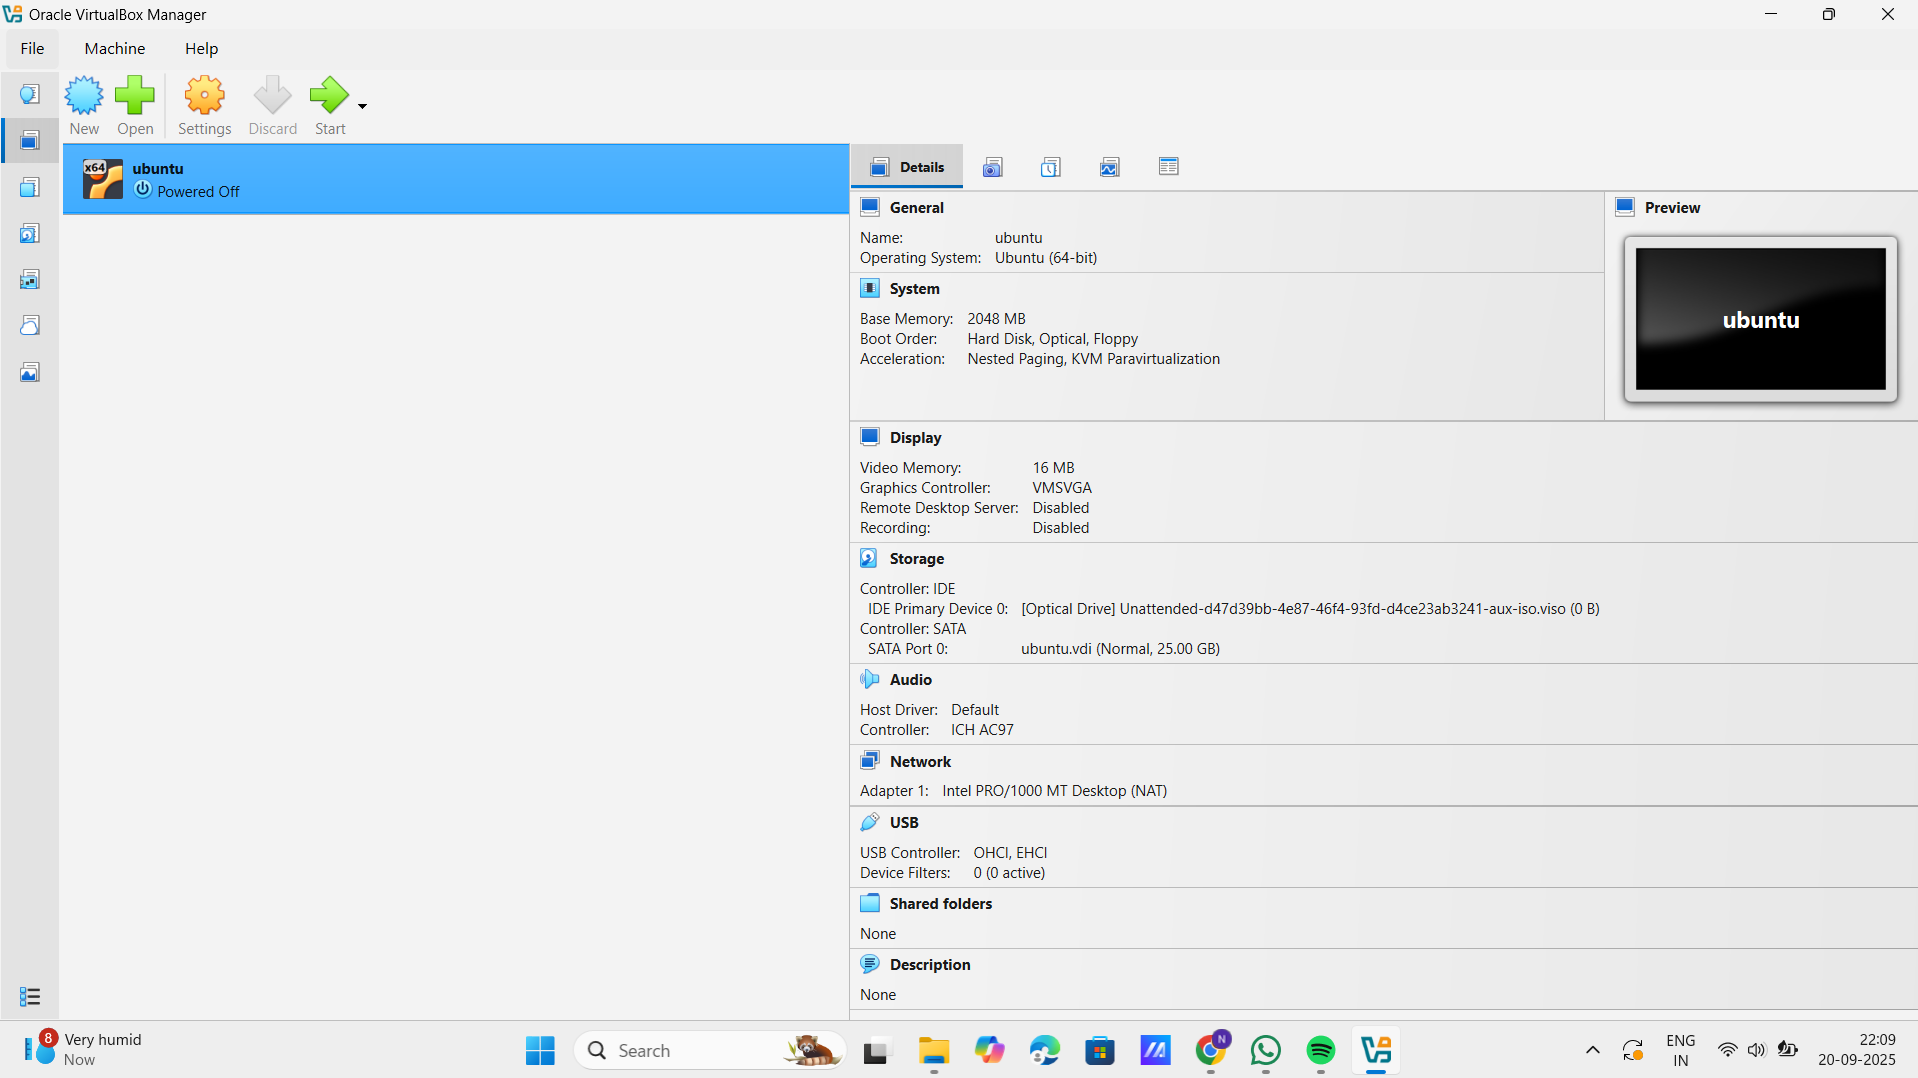 Oracle VirtualBox Manager
File Machine Help
New Open Settings Discard Start
x64 ubuntu
Powered Off
Details
General
Name: ubuntu
Operating System: Ubuntu (64-bit)
Preview
ubuntu
System
Base Memory: 2048 MB
Boot Order: Hard Disk, Optical, Floppy
Acceleration: Nested Paging, KVM Paravirtualization
Display
Video Memory: 16 MB
Graphics Controller: VMSVGA
Remote Desktop Server: Disabled
Recording: Disabled
Storage
Controller: IDE
IDE Primary Device 0: [Optical Drive] Unattended-d47d39bb-4e87-46f4-93fd-d4ce23ab3241-aux-iso.viso (0 B)
Controller: SATA
SATA Port 0: ubuntu.vdi (Normal, 25.00 GB)
Audio
Host Driver: Default
Controller: ICH AC97
Network
Adapter 1: Intel PRO/1000 MT Desktop (NAT)
USB
USB Controller: OHCI, EHCI
Device Filters: 0 (0 active)
Shared folders
None
Description
None
8 Very humid
Now
Search
N
ENG
IN
22:09
20-09-2025